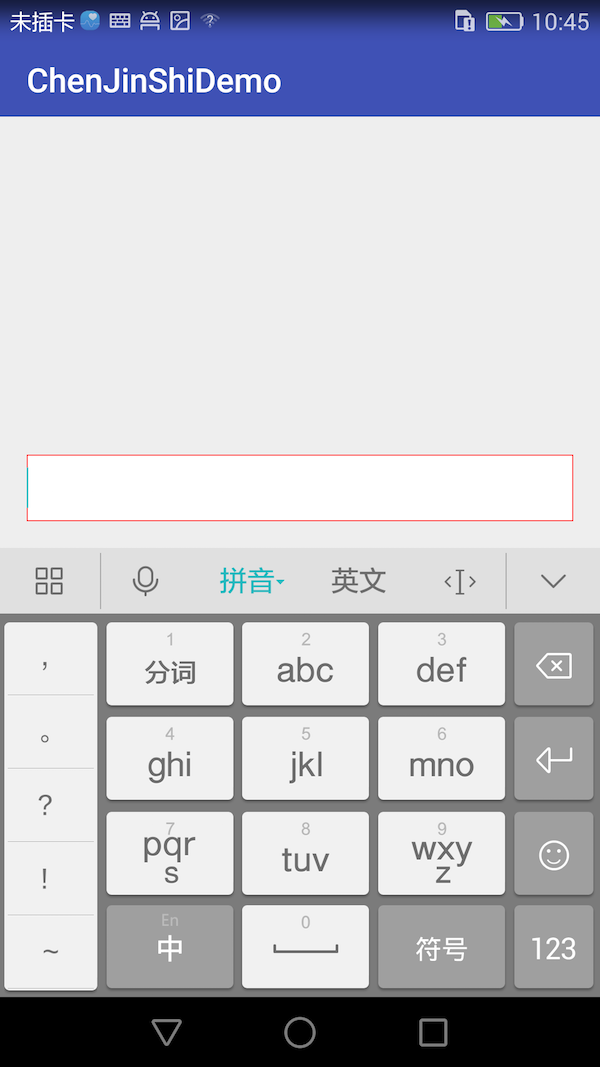 未插卡 10:45
ChenJinShiDemo
拼音 英文
, 1 分词 2 abc 3 def
。 4 ghi 5 jkl 6 mno
? 7 pqrs 8 tuv 9 wxyz
!
~ En 中 0 符号 123